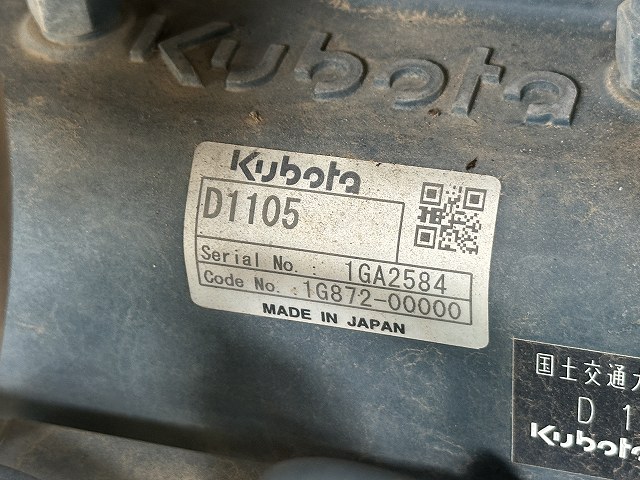 Kubota
Kubota
D1105
Serial No. : 1GA2584
Code No. : 1G872-00000
MADE IN JAPAN
国土交通
D 1
Kubota